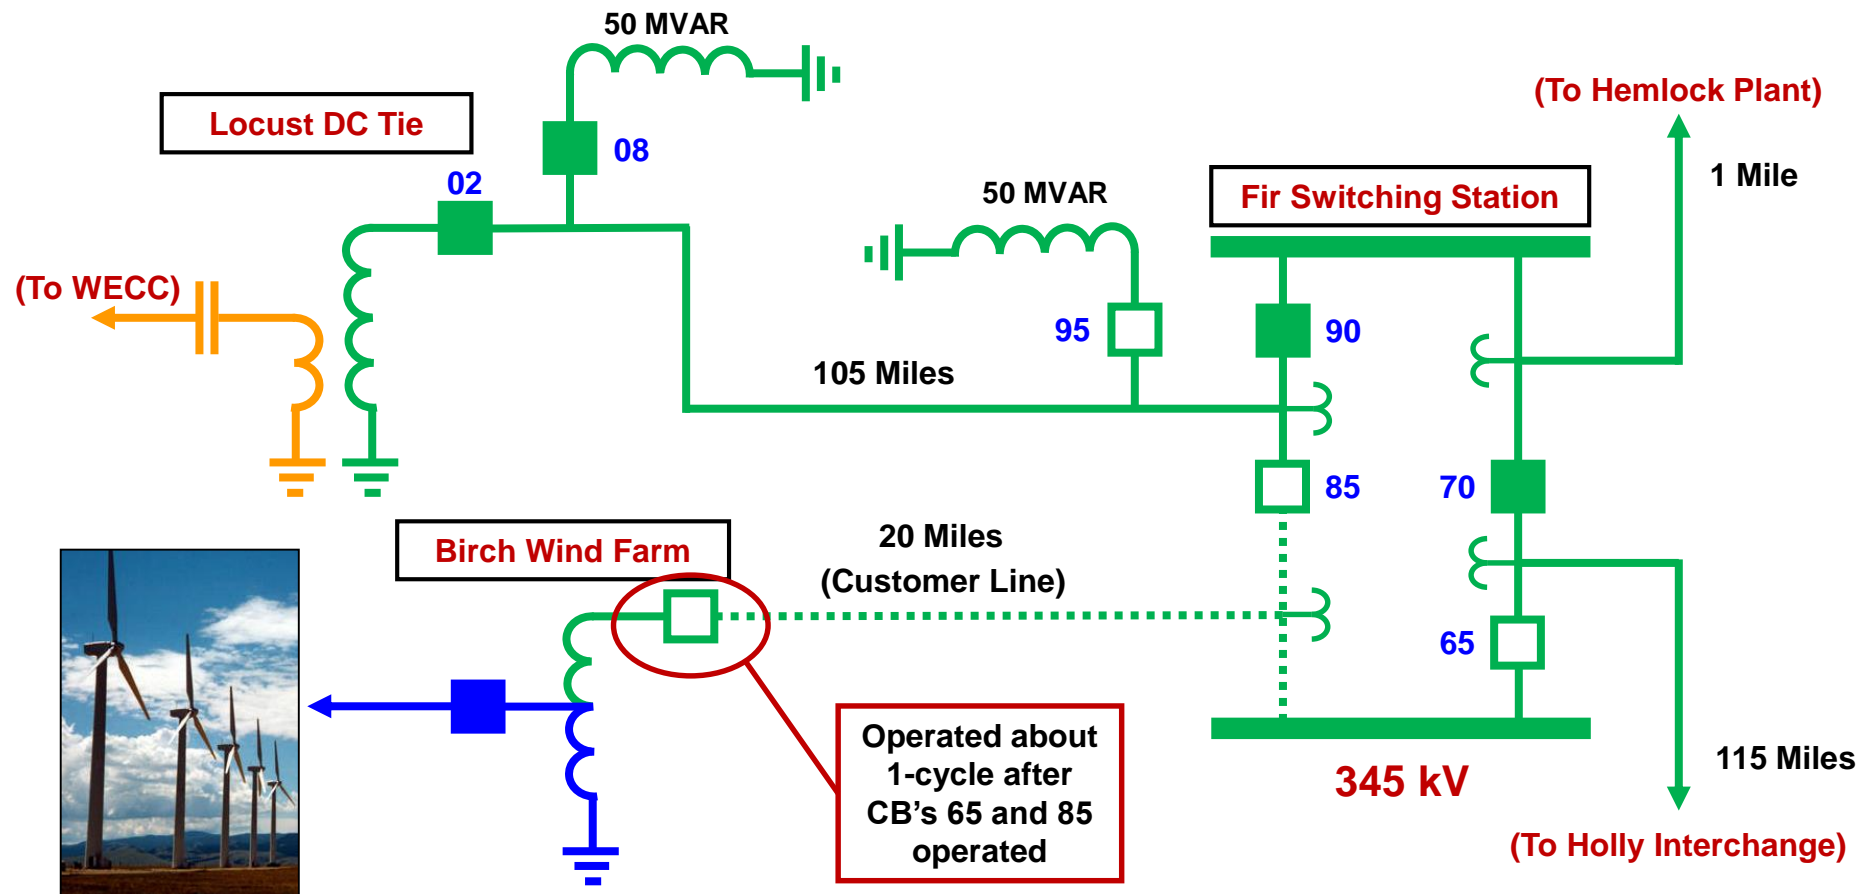 50 MVAR
(To Hemlock Plant)
Locust DC Tie
08
02
1 Mile
50 MVAR
Fir Switching Station
(To WECC)
95
90
105 Miles
85
70
20 Miles
(Customer Line)
Birch Wind Farm
65
Operated about
1-cycle after
CB's 65 and 85
operated
345 kV
115 Miles
(To Holly Interchange)